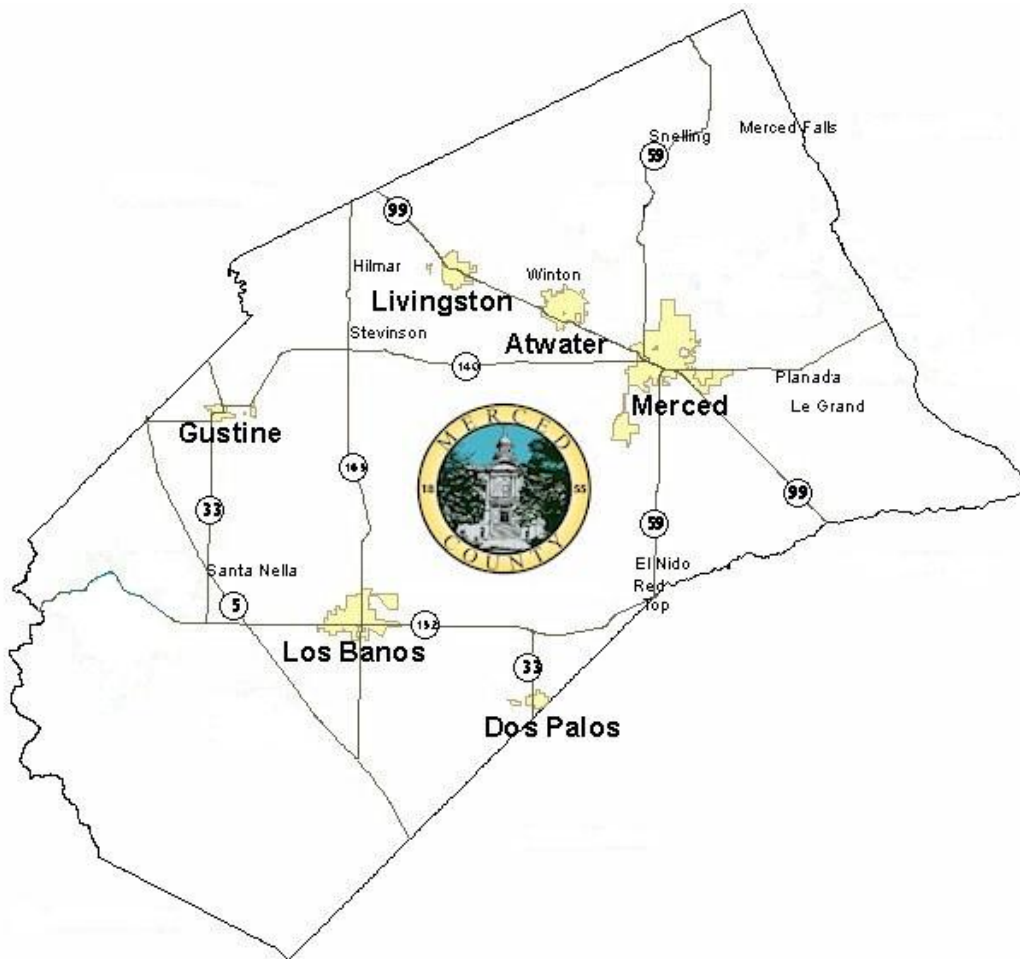 Snelling
Merced Falls
59
99
Hilmar
Winton
Livingston
Stevinson
Atwater
140
Planada
Merced
Le Grand
Gustine
MERCED
18
55
COUNTY
165
99
33
59
El Nido
Santa Nella
Red
Top
5
152
Los Banos
33
Dos Palos